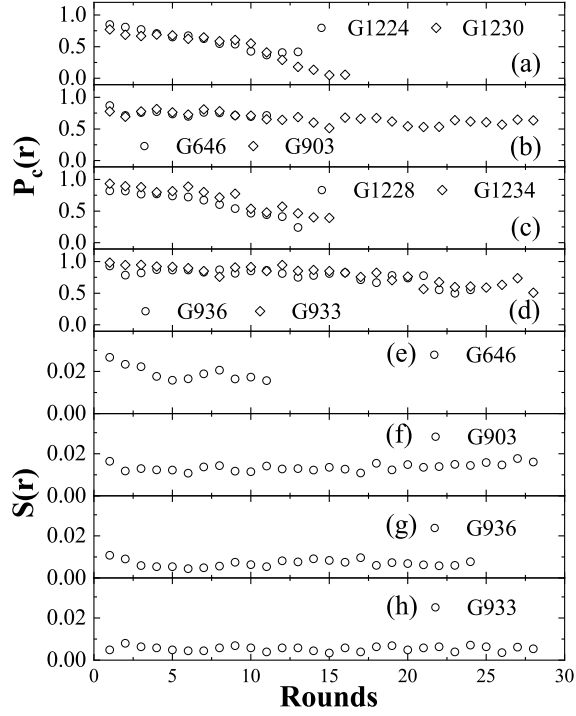 1.0
0.5
0.0
G1224 G1230
(a)
1.0
0.5
0.0
G646 G903
(b)
P_c(r)
1.0
0.5
0.0
G1228 G1234
(c)
1.0
0.5
0.0
G936 G933
(d)
0.02
0.00
(e) G646
0.02
0.00
(f) G903
S(r)
0.02
0.00
(g) G936
0.02
0.00
(h) G933
0 5 10 15 20 25 30
Rounds